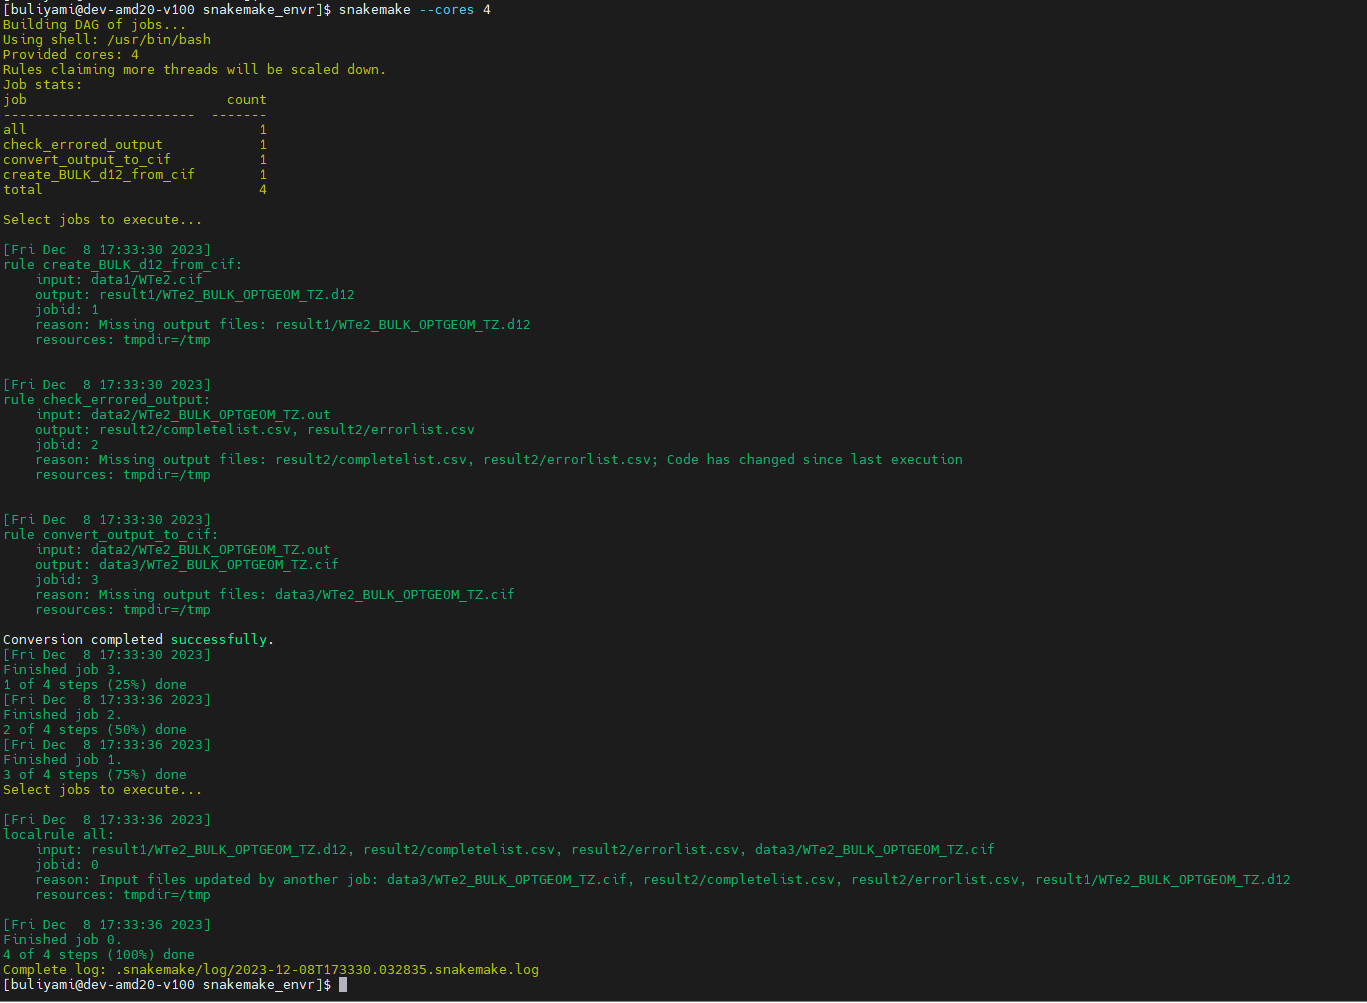 [buliyami@dev-amd20-v100 snakemake_envr]$ snakemake --cores 4
Building DAG of jobs...
Using shell: /usr/bin/bash
Provided cores: 4
Rules claiming more threads will be scaled down.
Job stats:
job                         count
------------------------  -------
all                             1
check_errored_output            1
convert_output_to_cif           1
create_BULK_d12_from_cif        1
total                           4

Select jobs to execute...

[Fri Dec  8 17:33:30 2023]
rule create_BULK_d12_from_cif:
    input: data1/WTe2.cif
    output: result1/WTe2_BULK_OPTGEOM_TZ.d12
    jobid: 1
    reason: Missing output files: result1/WTe2_BULK_OPTGEOM_TZ.d12
    resources: tmpdir=/tmp


[Fri Dec  8 17:33:30 2023]
rule check_errored_output:
    input: data2/WTe2_BULK_OPTGEOM_TZ.out
    output: result2/completelist.csv, result2/errorlist.csv
    jobid: 2
    reason: Missing output files: result2/completelist.csv, result2/errorlist.csv; Code has changed since last execution
    resources: tmpdir=/tmp


[Fri Dec  8 17:33:30 2023]
rule convert_output_to_cif:
    input: data2/WTe2_BULK_OPTGEOM_TZ.out
    output: data3/WTe2_BULK_OPTGEOM_TZ.cif
    jobid: 3
    reason: Missing output files: data3/WTe2_BULK_OPTGEOM_TZ.cif
    resources: tmpdir=/tmp

Conversion completed successfully.
[Fri Dec  8 17:33:30 2023]
Finished job 3.
1 of 4 steps (25%) done
[Fri Dec  8 17:33:36 2023]
Finished job 2.
2 of 4 steps (50%) done
[Fri Dec  8 17:33:36 2023]
Finished job 1.
3 of 4 steps (75%) done
Select jobs to execute...

[Fri Dec  8 17:33:36 2023]
localrule all:
    input: result1/WTe2_BULK_OPTGEOM_TZ.d12, result2/completelist.csv, result2/errorlist.csv, data3/WTe2_BULK_OPTGEOM_TZ.cif
    jobid: 0
    reason: Input files updated by another job: data3/WTe2_BULK_OPTGEOM_TZ.cif, result2/completelist.csv, result2/errorlist.csv, result1/WTe2_BULK_OPTGEOM_TZ.d12
    resources: tmpdir=/tmp

[Fri Dec  8 17:33:36 2023]
Finished job 0.
4 of 4 steps (100%) done
Complete log: .snakemake/log/2023-12-08T173330.032835.snakemake.log
[buliyami@dev-amd20-v100 snakemake_envr]$